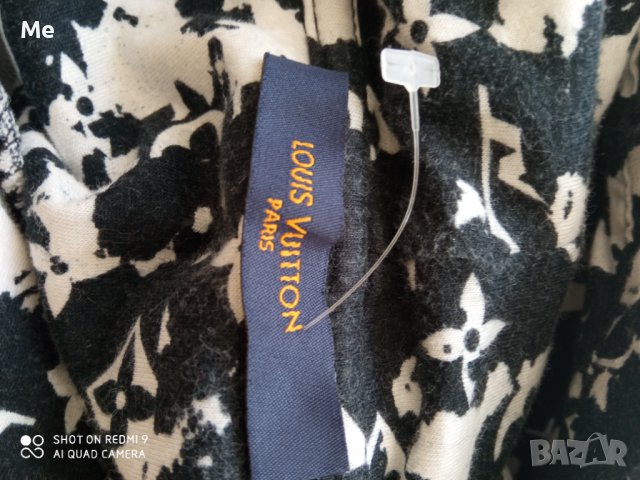 Me
LOUIS VUITTON
PARIS
SHOT ON REDMI 9
AI QUAD CAMERA
BAZAR